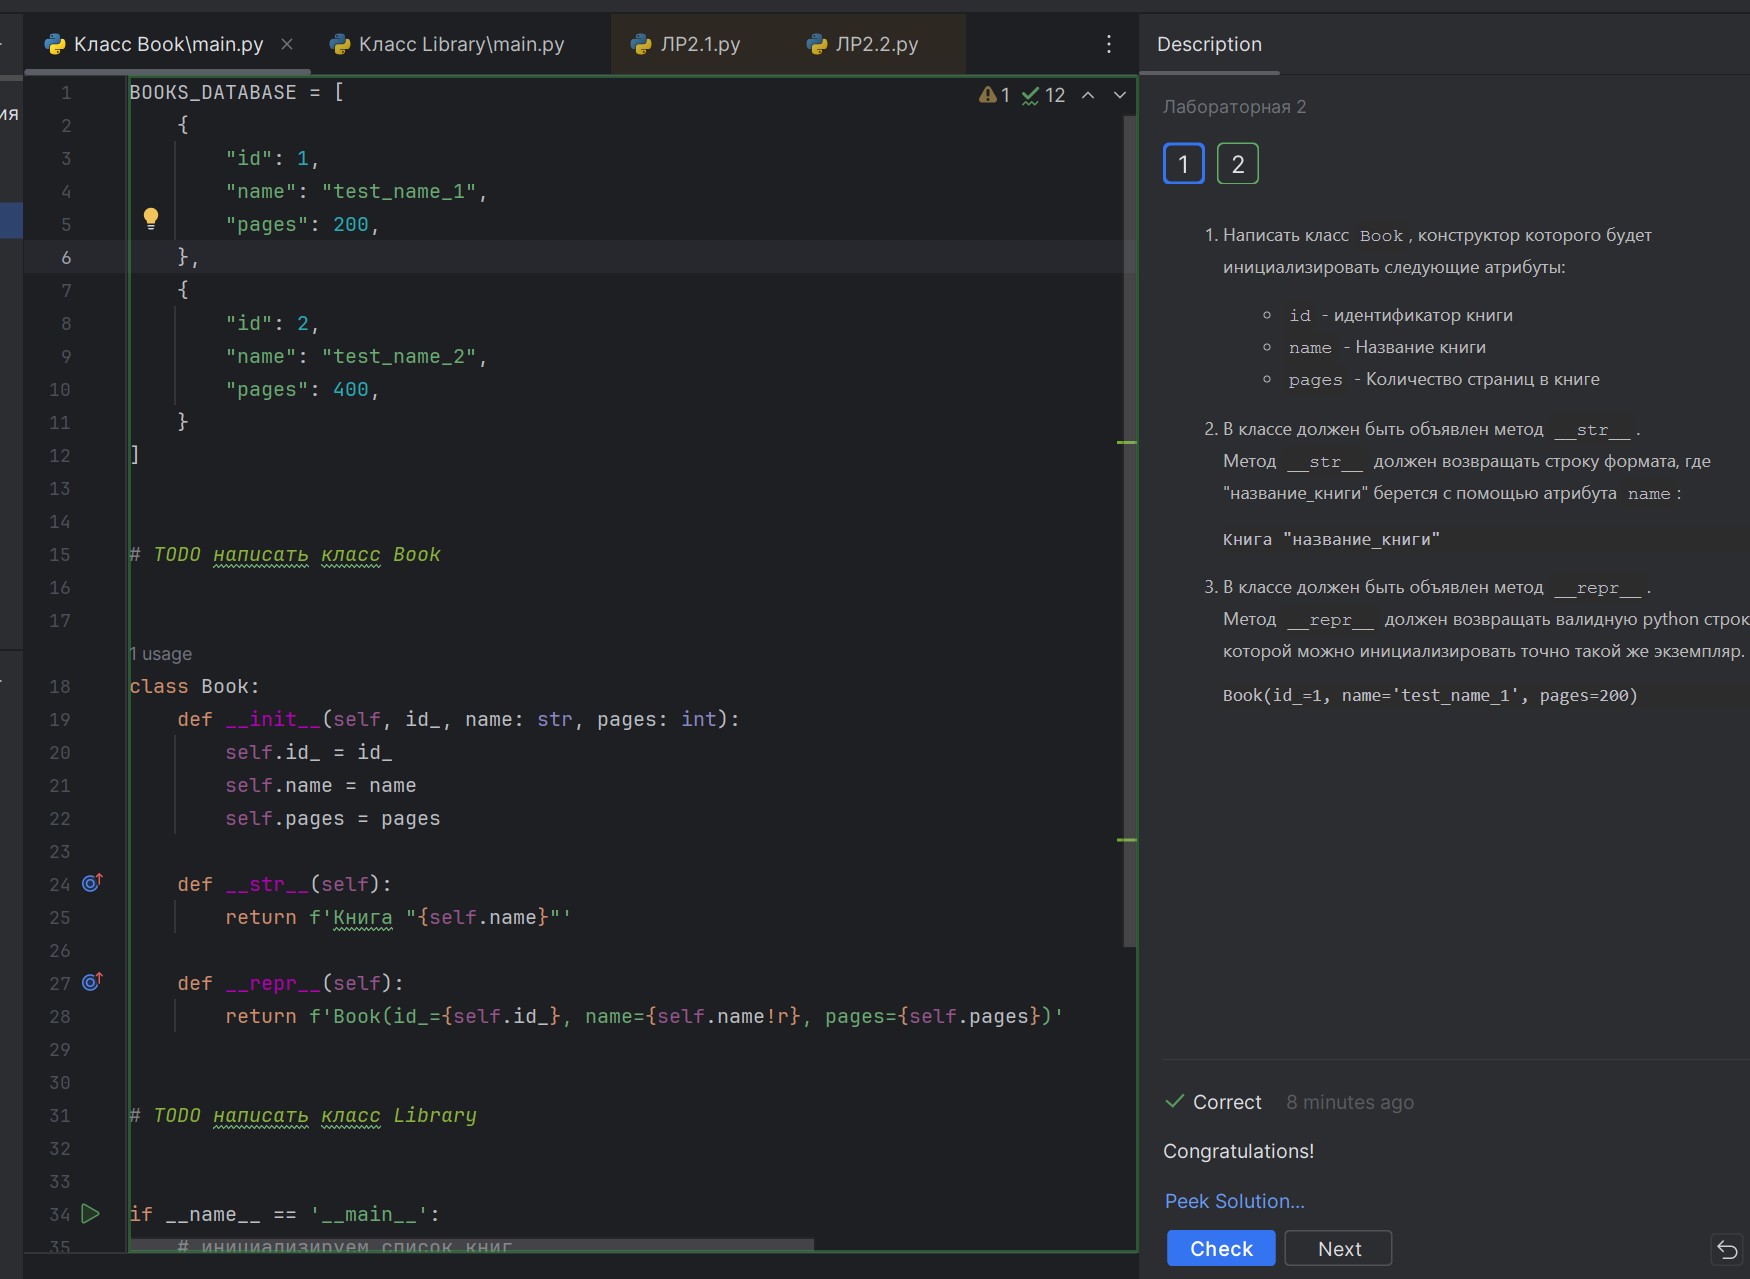 Класс Book\main.py
Класс Library\main.py
ЛР2.1.py
ЛР2.2.py
Description
ия
1 BOOKS_DATABASE = [
1 12
2 {
3 "id": 1,
4 "name": "test_name_1",
5 "pages": 200,
6 },
7 {
8 "id": 2,
9 "name": "test_name_2",
10 "pages": 400,
11 }
12 ]
13
14
15 # TODO написать класс Book
16
17
1 usage
18 class Book:
19 def __init__(self, id_, name: str, pages: int):
20 self.id_ = id_
21 self.name = name
22 self.pages = pages
23
24 def __str__(self):
25 return f'Книга "{self.name}"'
26
27 def __repr__(self):
28 return f'Book(id_={self.id_}, name={self.name!r}, pages={self.pages})'
29
30
31 # TODO написать класс Library
32
33
34 if __name__ == '__main__':
35 # инициализируем список книг
Лабораторная 2
1 2
1. Написать класс Book , конструктор которого будет
инициализировать следующие атрибуты:
id - идентификатор книги
name - Название книги
pages - Количество страниц в книге
2. В классе должен быть объявлен метод __str__ .
Метод __str__ должен возвращать строку формата, где
"название_книги" берется с помощью атрибута name :
Книга "название_книги"
3. В классе должен быть объявлен метод __repr__ .
Метод __repr__ должен возвращать валидную python строк
которой можно инициализировать точно такой же экземпляр.
Book(id_=1, name='test_name_1', pages=200)
Correct 8 minutes ago
Congratulations!
Peek Solution...
Check
Next